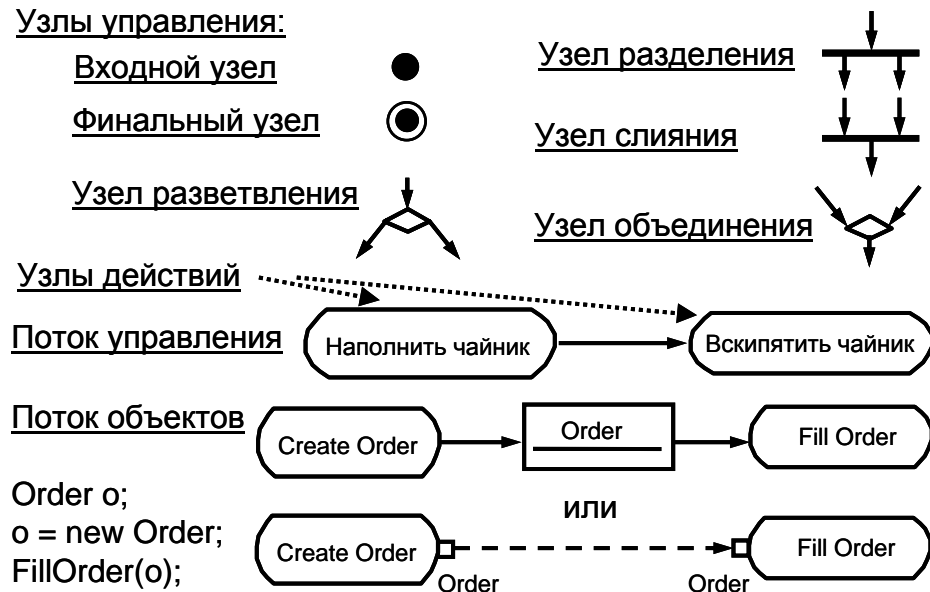 Узлы управления:
Входной узел
Финальный узел
Узел разветвления
Узел разделения
Узел слияния
Узел объединения
Узлы действий
Поток управления
Наполнить чайник
Вскипятить чайник
Поток объектов
Create Order
Order
Fill Order
Order o;
o = new Order;
FillOrder(o);
или
Create Order
Order
Order
Fill Order